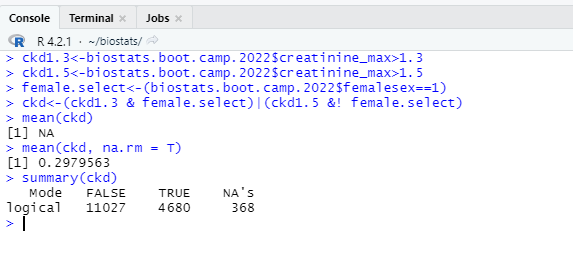 Console Terminal Jobs
R 4.2.1 · ~/biostats/
> ckd1.3<-biostats.boot.camp.2022$creatinine_max>1.3
> ckd1.5<-biostats.boot.camp.2022$creatinine_max>1.5
> female.select<-(biostats.boot.camp.2022$femalesex==1)
> ckd<-(ckd1.3 & female.select)|(ckd1.5 &! female.select)
> mean(ckd)
[1] NA
> mean(ckd, na.rm = T)
[1] 0.2979563
> summary(ckd)
   Mode   FALSE    TRUE    NA's
logical   11027    4680     368
>